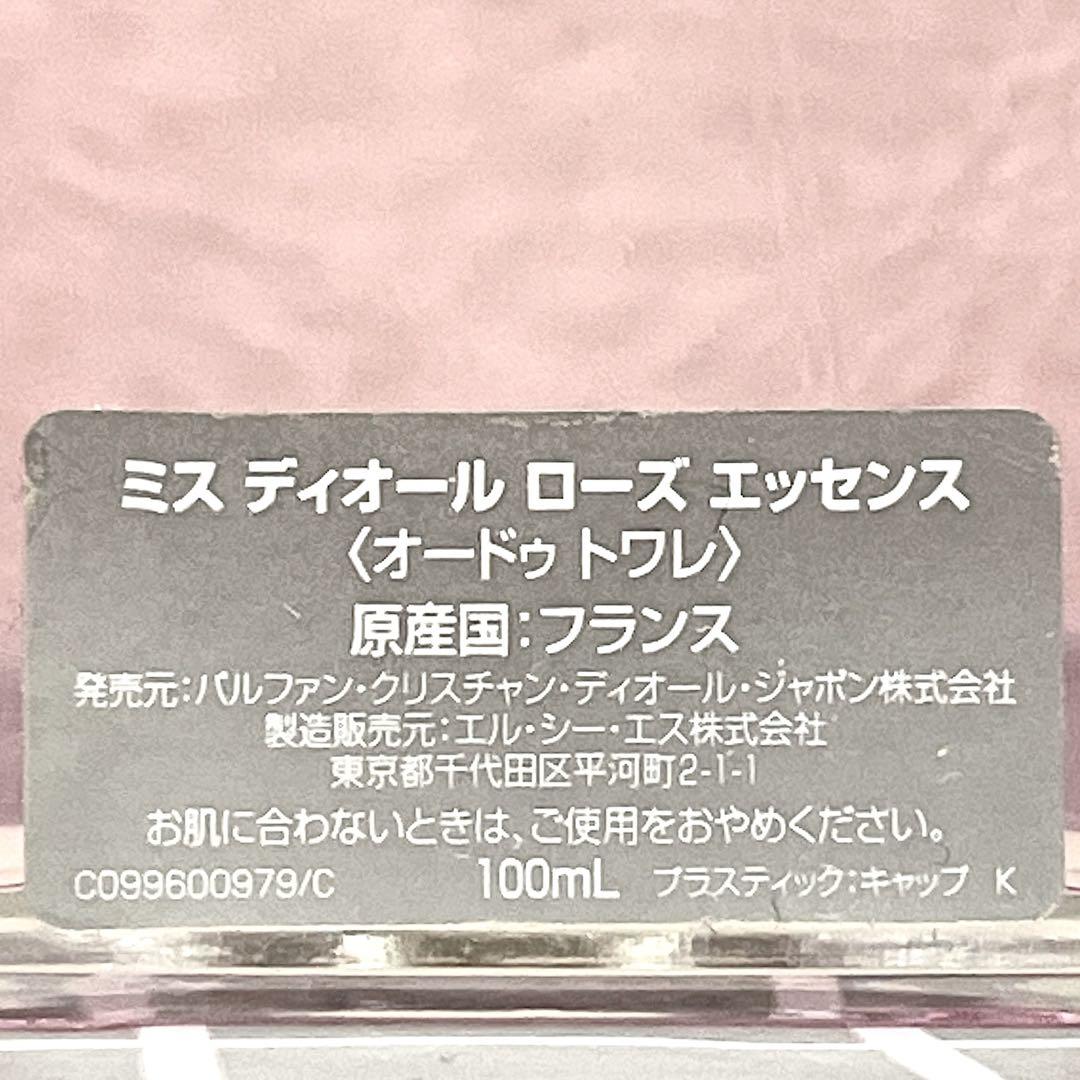 ミス ディオール ローズ エッセンス
〈オードゥ トワレ〉
原産国:フランス
発売元:パルファン・クリスチャン・ディオール・ジャポン株式会社
製造販売元:エル・シー・エス株式会社
東京都千代田区平河町2-1-1
お肌に合わないときは、ご使用をおやめください。
C099600979/C 100mL プラスティック:キャップ K